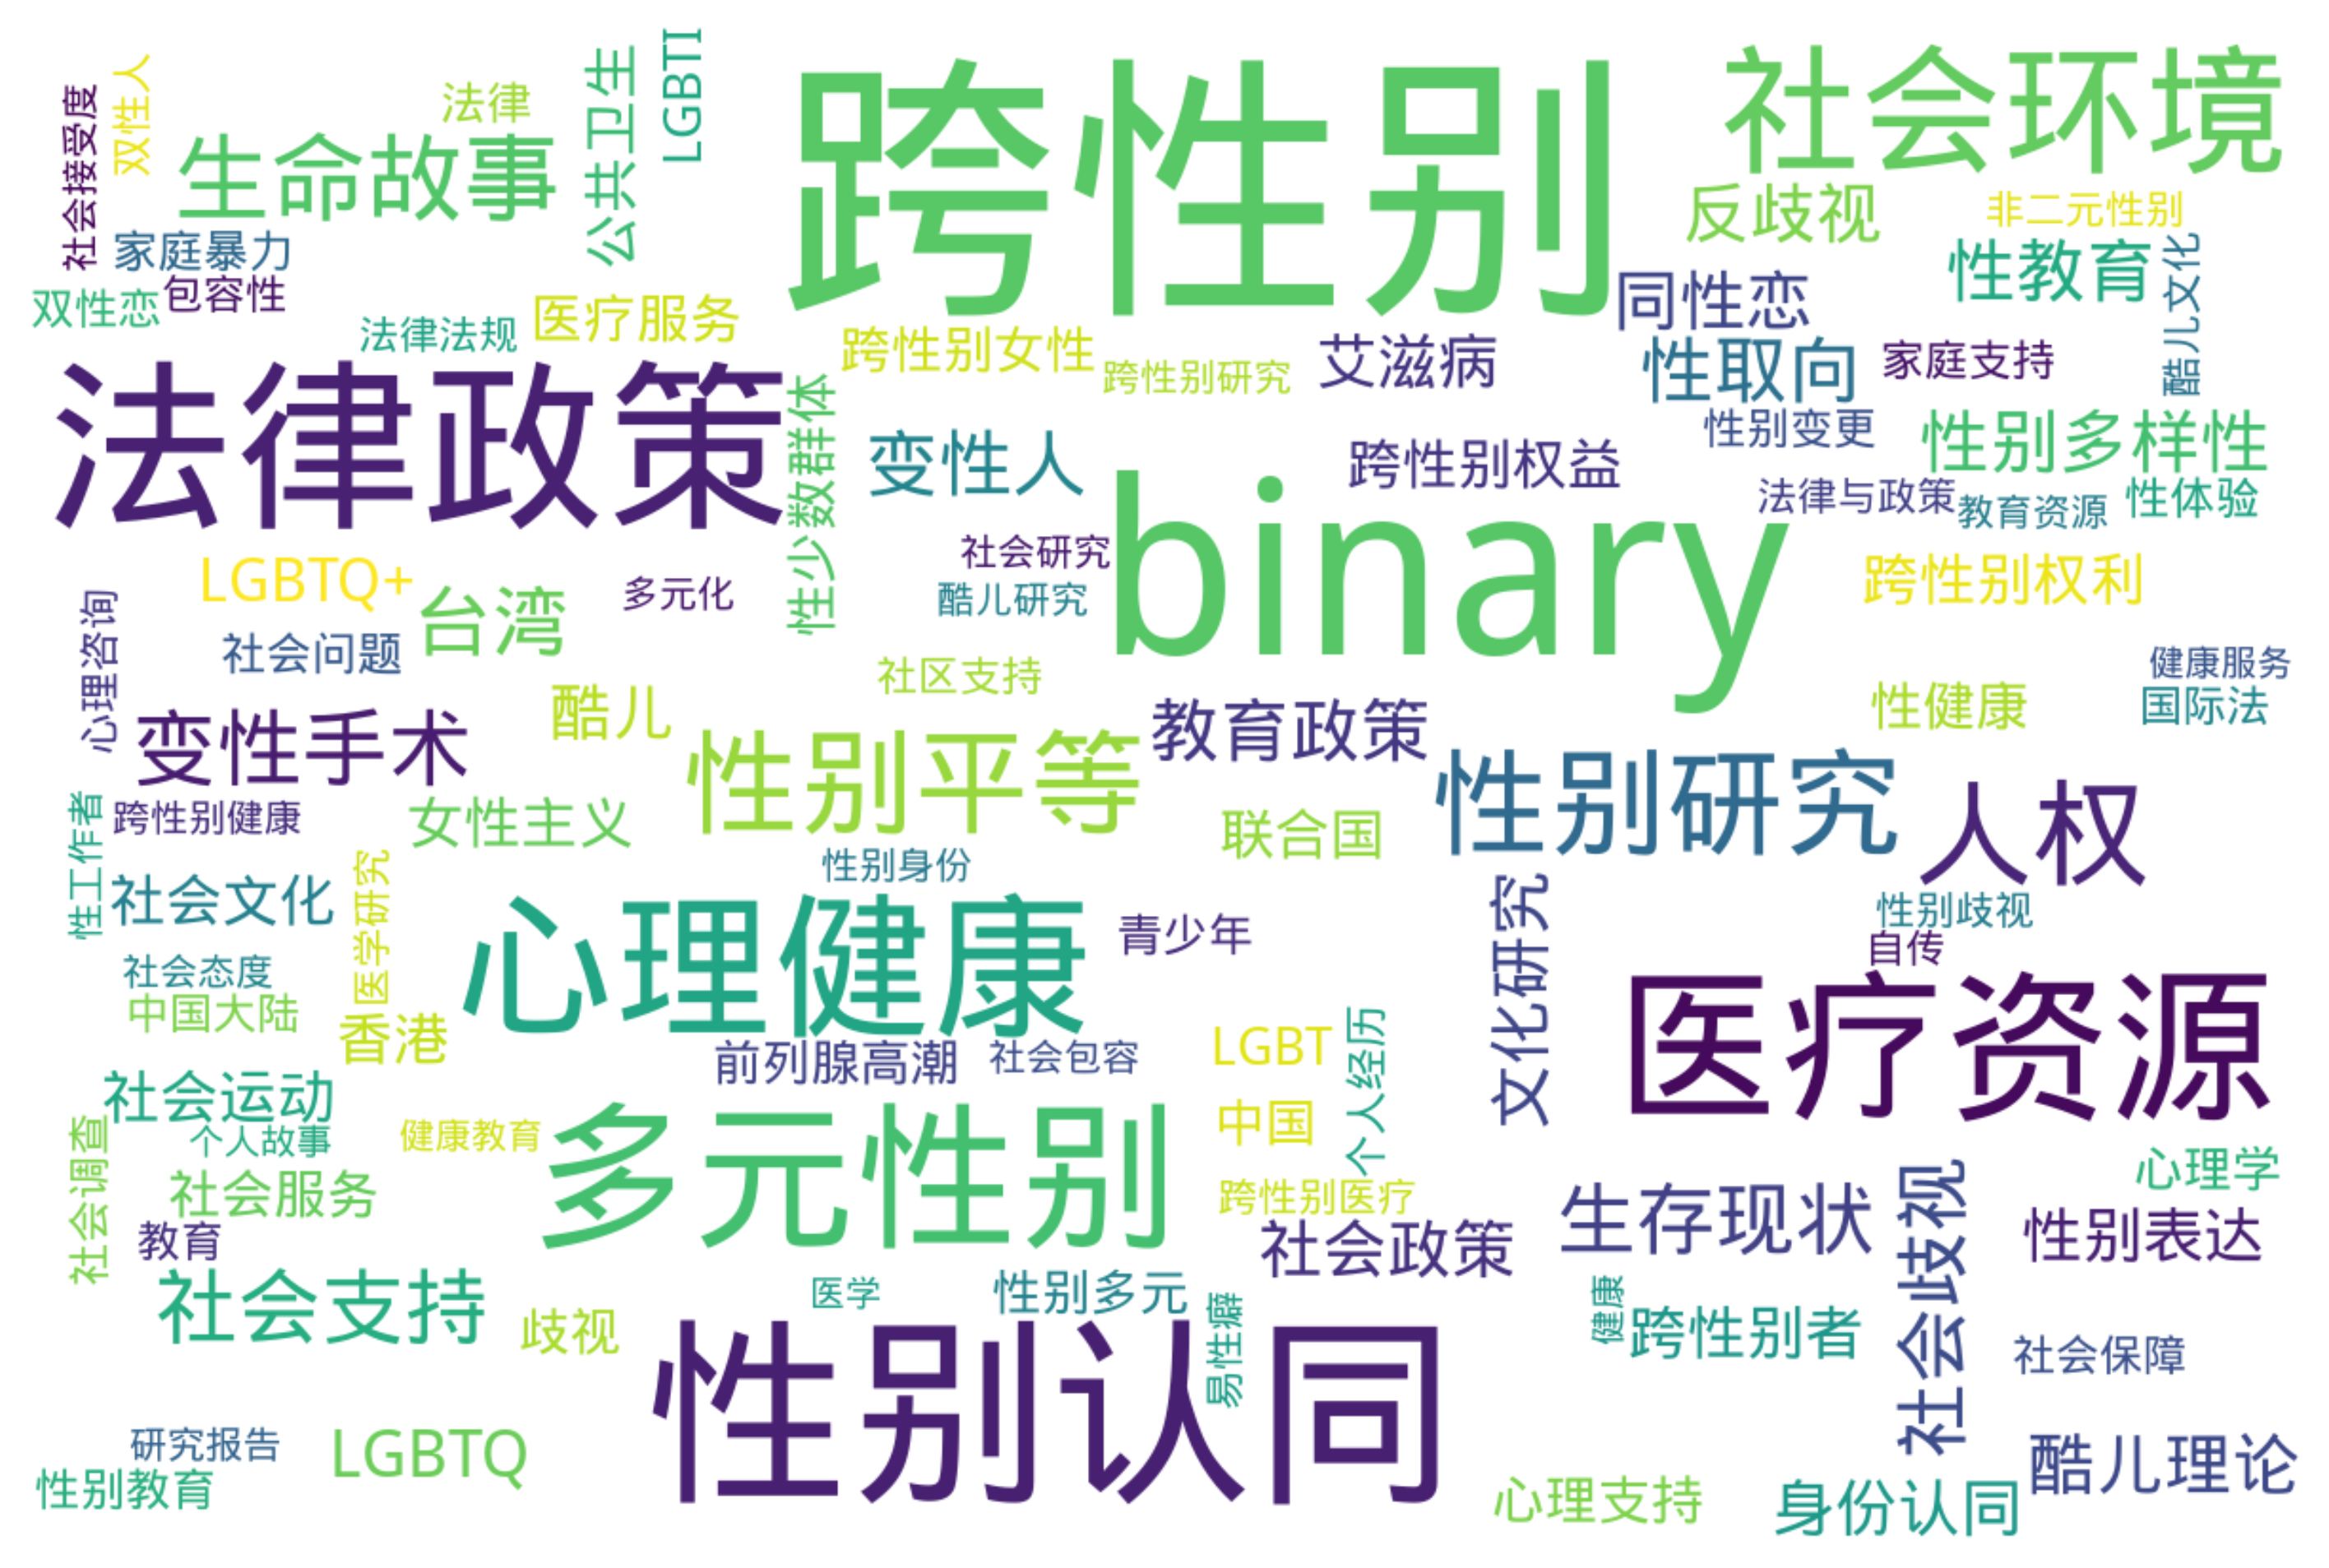 社会接受度
双性人
法律
公共卫生
LGBTI
跨性别
社会环境
生命故事
反歧视
非二元性别
家庭暴力
包容性
双性恋
法律法规
医疗服务
跨性别女性
跨性别研究
艾滋病
同性恋
性教育
酷儿文化
性取向
家庭支持
法律政策
性少数群体
变性人
跨性别权益
性别变更
性别多样性
法律与政策
教育资源
性体验
binary
社会研究
酷儿研究
多元化
LGBTQ+
台湾
跨性别权利
心理咨询
社会问题
社区支持
健康服务
国际法
性健康
变性手术
酷儿
性别平等
教育政策
性别研究
人权
性工作者
跨性别健康
女性主义
联合国
性别身份
社会文化
医学研究
心理健康
青少年
文化研究
性别歧视
自传
社会态度
中国大陆
香港
前列腺高潮
社会包容
LGBT
个人经历
医疗资源
社会运动
个人故事
健康教育
多元性别
中国
社会调查
社会服务
教育
跨性别医疗
社会政策
生存现状
社会歧视
心理学
性别表达
社会支持
歧视
医学
性别多元
易性癖
健康
跨性别者
社会保障
性别认同
研究报告
LGBTQ
性别教育
心理支持
身份认同
酷儿理论